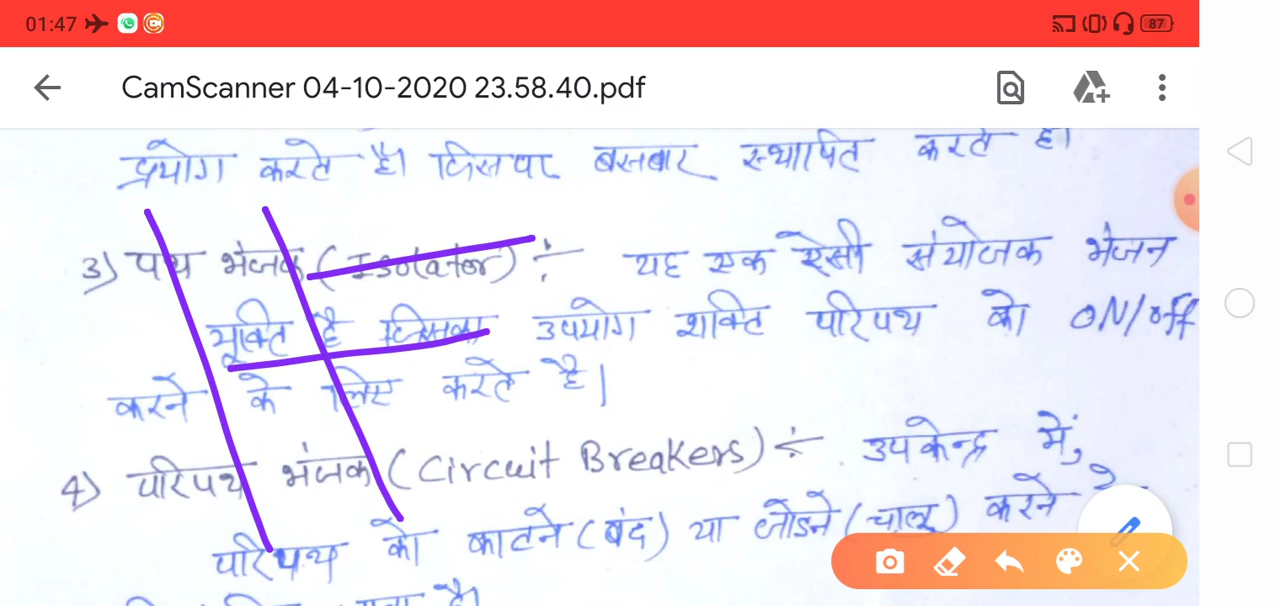 01:47
87
CamScanner 04-10-2020 23.58.40.pdf
प्रयोग करते है। जिसपर बसबार स्थापित करते है।
3) पथ भंजक (Isolator) ÷ यह एक ऐसी संयोजक भंजन
यूक्ति है जिसका उपयोग शक्ति परिपथ को ON/off
करने के लिए करते है।
4) परिपथ भंजक (Circuit Breakers) ÷ उपकेन्द्र में,
परिपथ को काटने (बंद) या जोडने (चालू) करने
है।